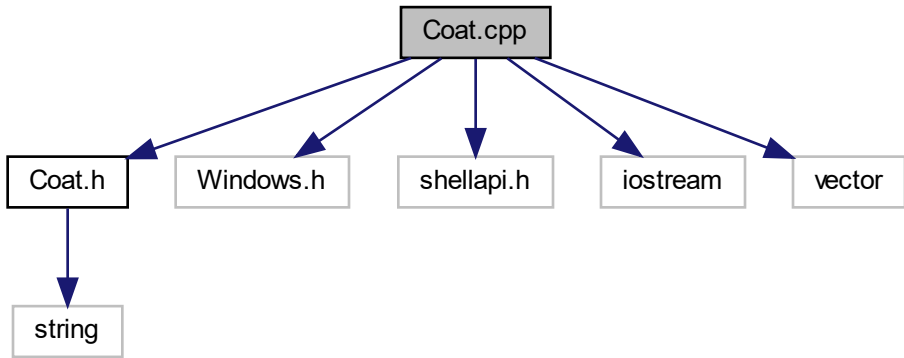 Coat.cpp
Coat.h
Windows.h
shellapi.h
iostream
vector
string